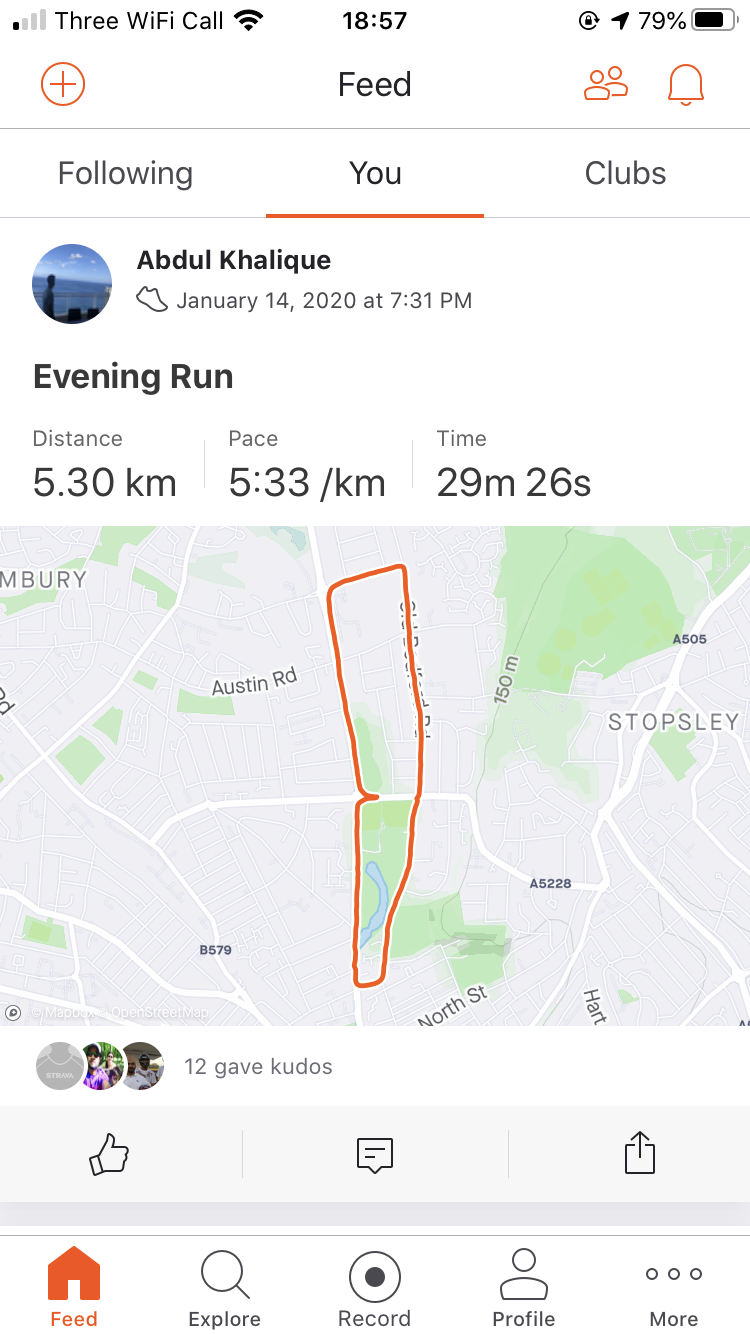 Three WiFi Call 18:57 79%
Feed
Following You Clubs
Abdul Khalique
January 14, 2020 at 7:31 PM
Evening Run
Distance Pace Time
5.30 km 5:33 /km 29m 26s
MBURY
A505
Austin Rd
150 m
STOPSLEY
Rd
A5228
B579
North St
Hart
© Mapbox © OpenStreetMap
STRAVA
12 gave kudos
Feed Explore Record Profile More